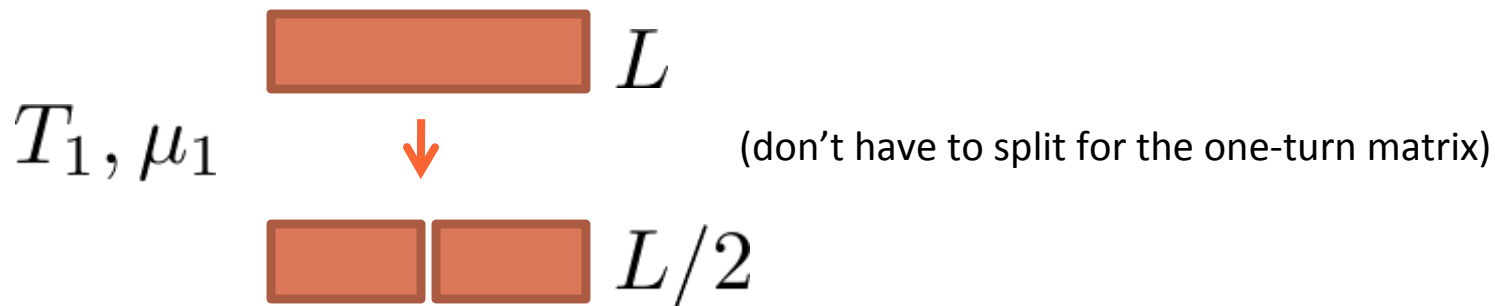 L
T₁, μ₁
(don’t have to split for the one-turn matrix)
L/2